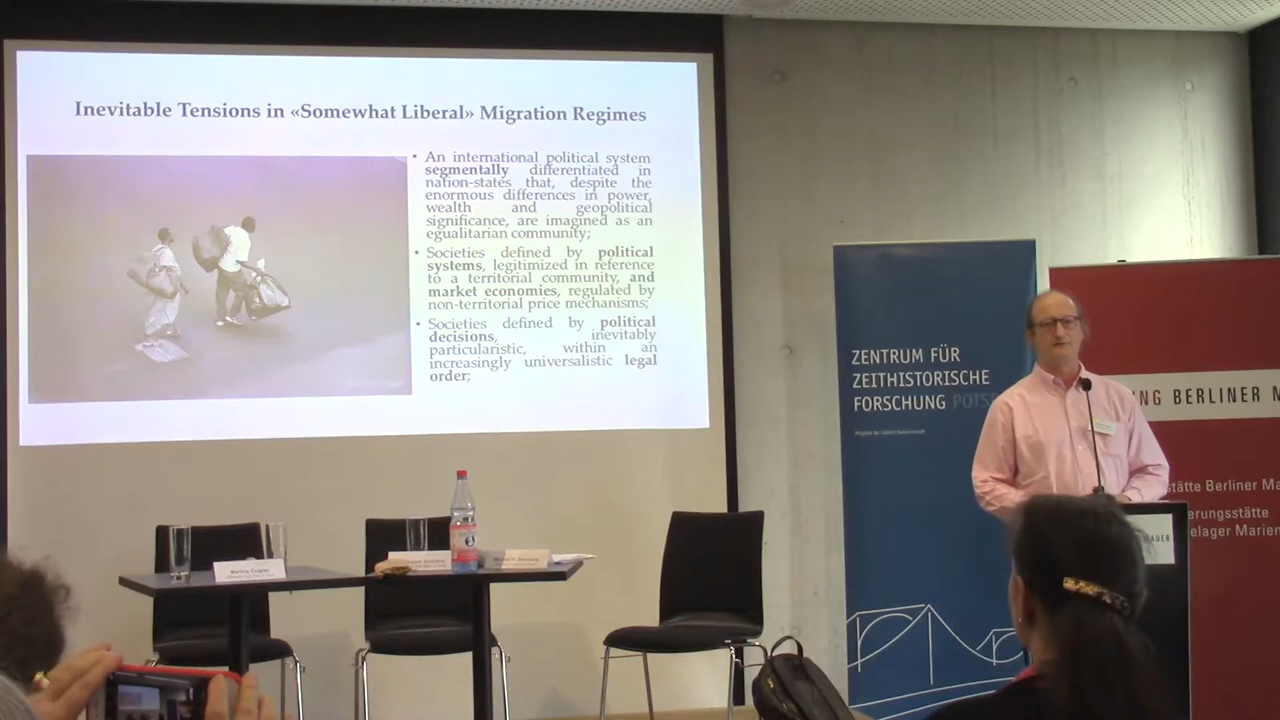 Inevitable Tensions in «Somewhat Liberal» Migration Regimes
• An international political system
segmentally differentiated in
nation-states that, despite the
enormous differences in power,
wealth and geopolitical
significance, are imagined as an
egualitarian community;
• Societies defined by political
systems, legitimized in reference
to a territorial community, and
market economies, regulated by
non-territorial price mechanisms;
• Societies defined by political
decisions, inevitably
particularistic, within an
increasingly universalistic legal
order;
ZENTRUM FÜR
ZEITHISTORISCHE
FORSCHUNG
NG BERLINER M
stätte Berliner Ma
erungsstätte
elager Marien
AUER